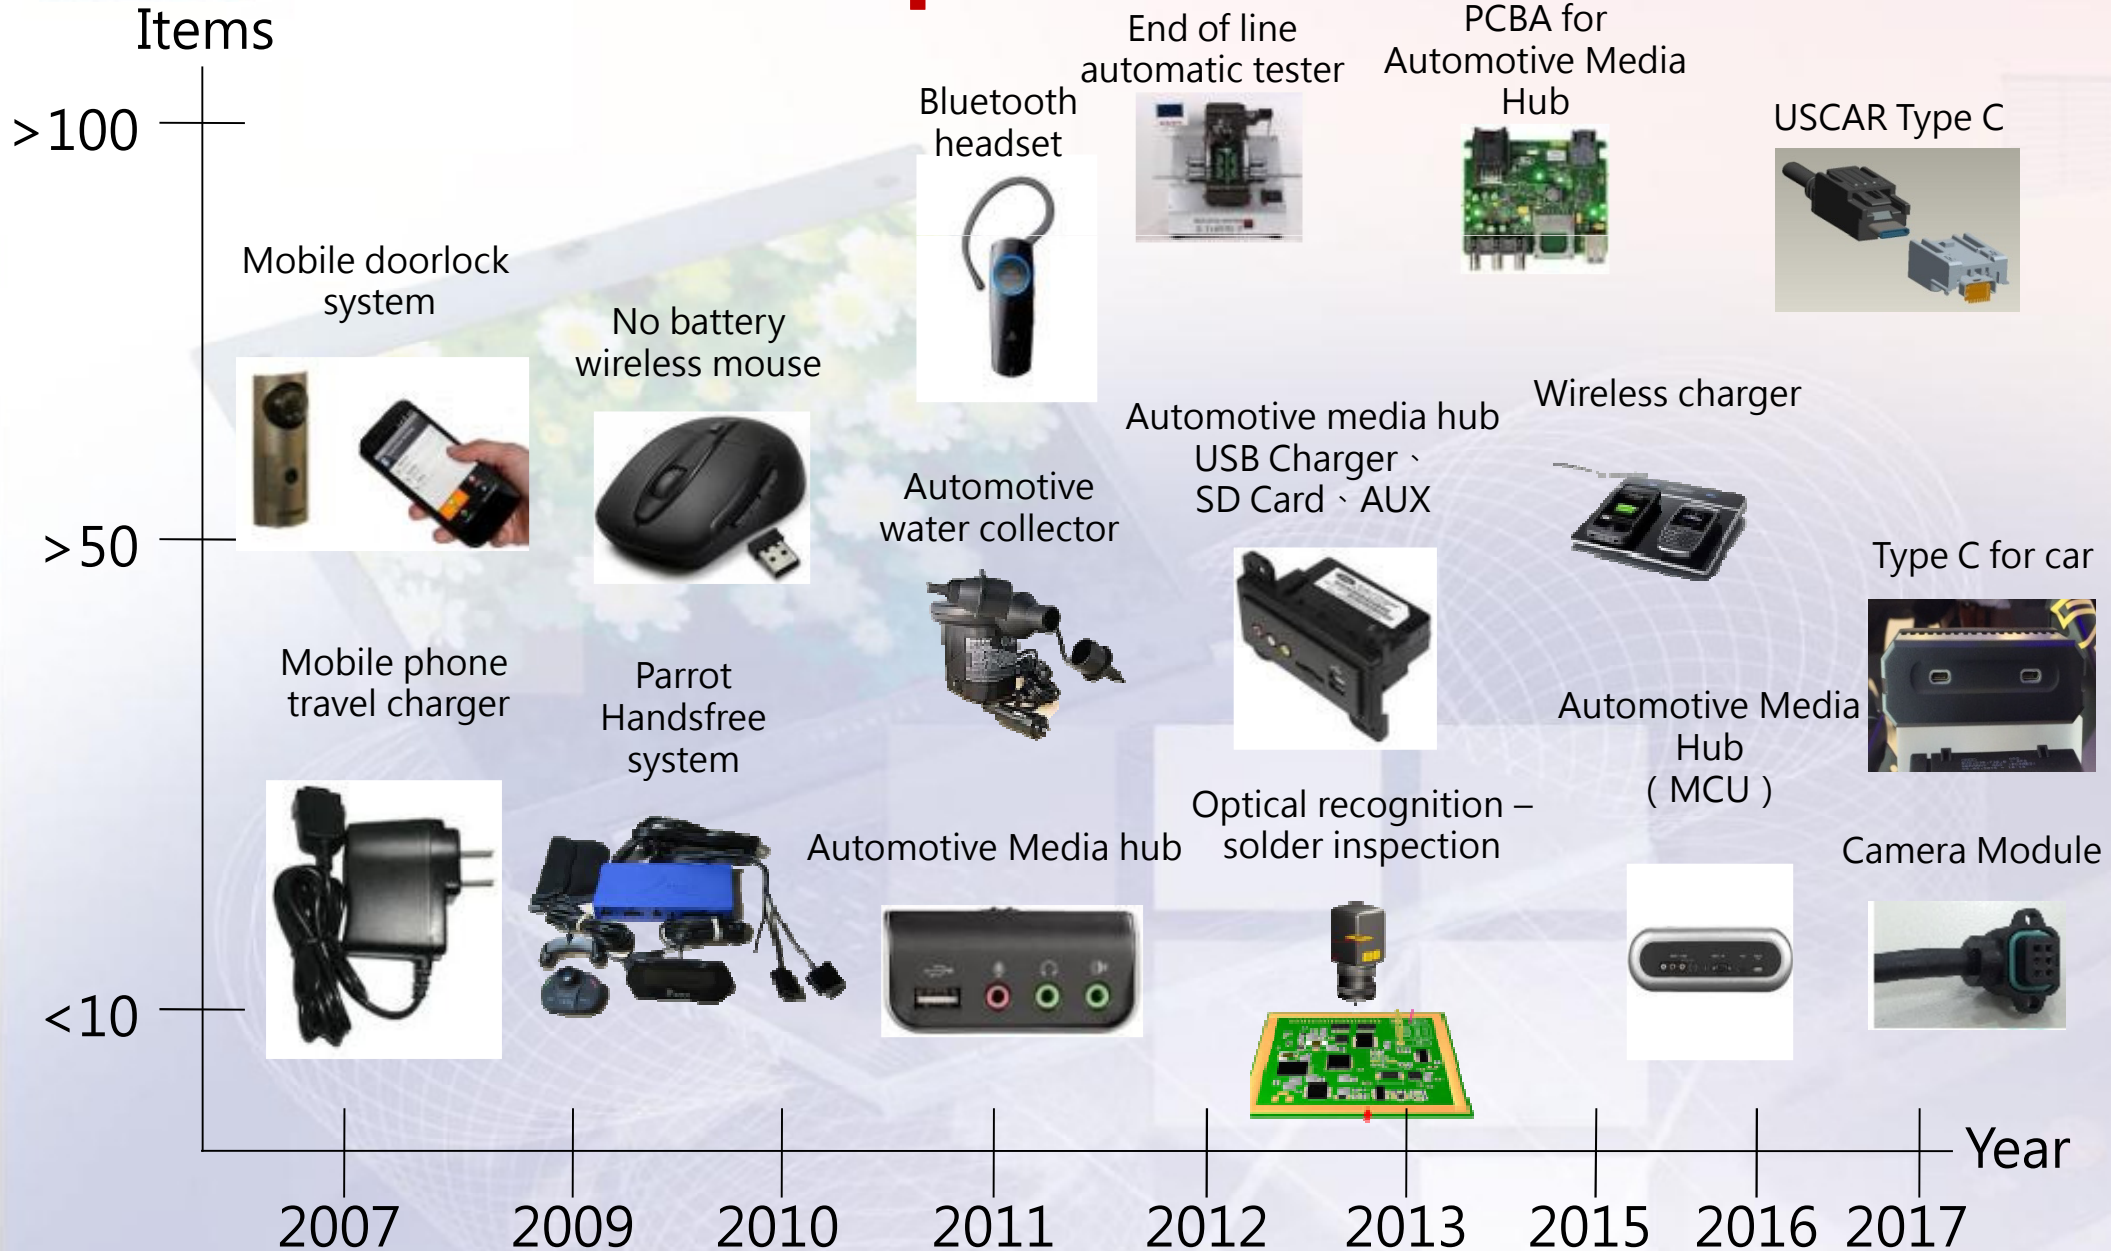 Items
>100
>50
<10
Mobile doorlock
system
Mobile phone
travel charger
No battery
wireless mouse
Parrot
Handsfree
system
Bluetooth
headset
Automotive
water collector
Automotive Media hub
End of line
automatic tester
Automotive media hub
USB Charger、
SD Card、AUX
Optical recognition –
solder inspection
PCBA for
Automotive Media
Hub
Wireless charger
Automotive Media
Hub
（MCU）
USCAR Type C
Type C for car
Camera Module
Year
2007
2009
2010
2011
2012
2013
2015
2016
2017